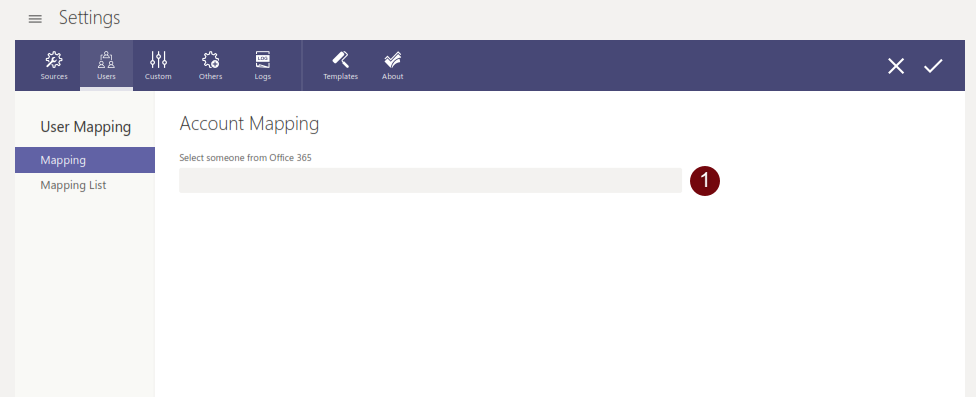 Settings
Sources Users Custom Others Logs Templates About
LOG
User Mapping
Mapping
Mapping List
Account Mapping
Select someone from Office 365
1